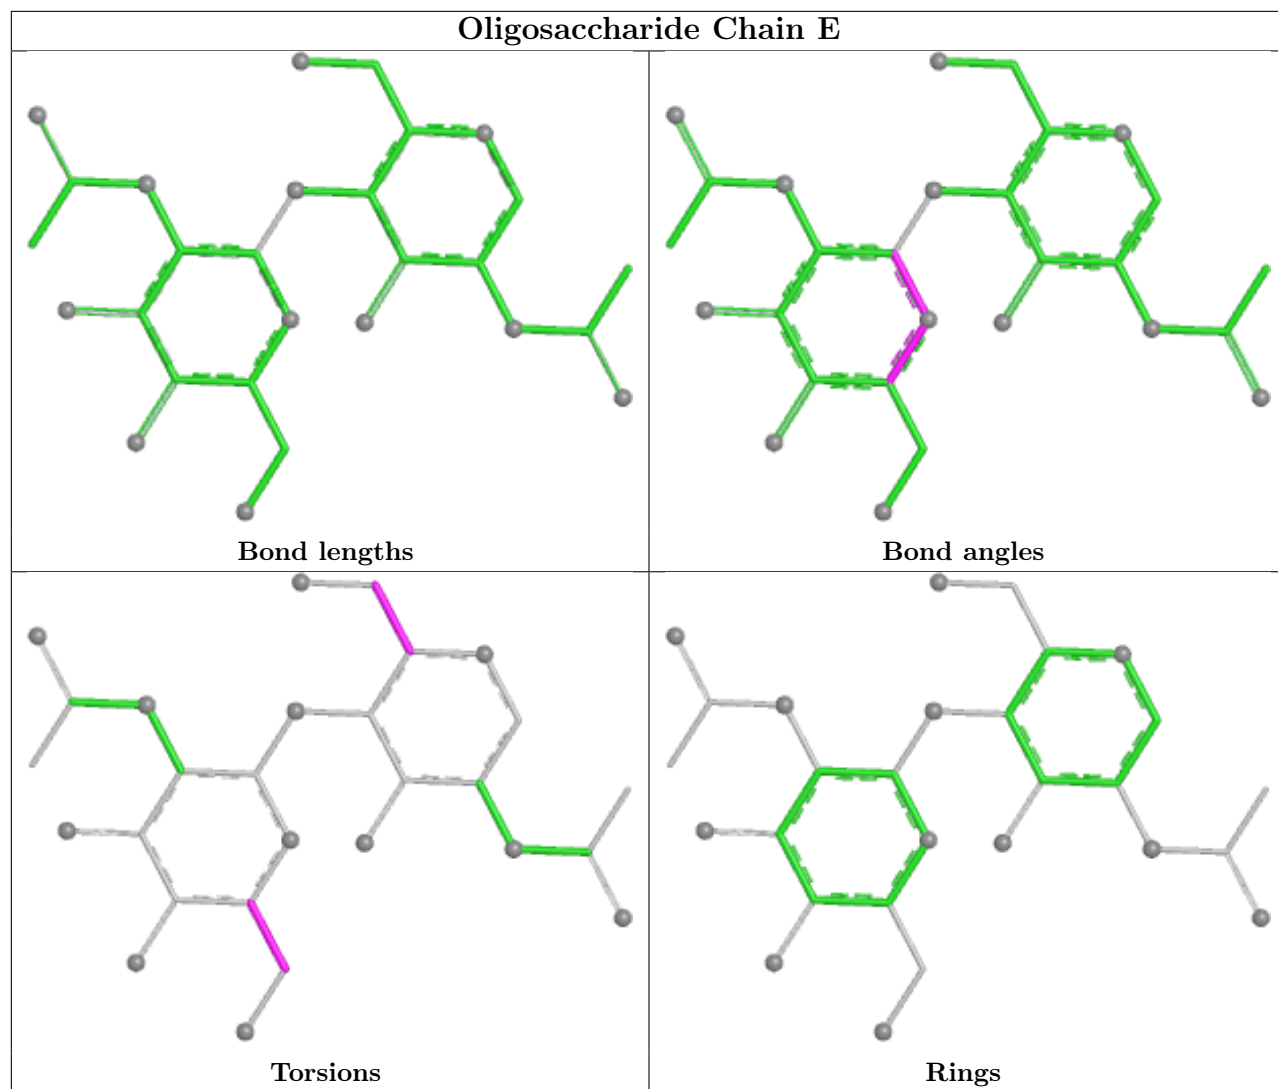 Oligosaccharide Chain E
Bond lengths
Bond angles
Torsions
Rings